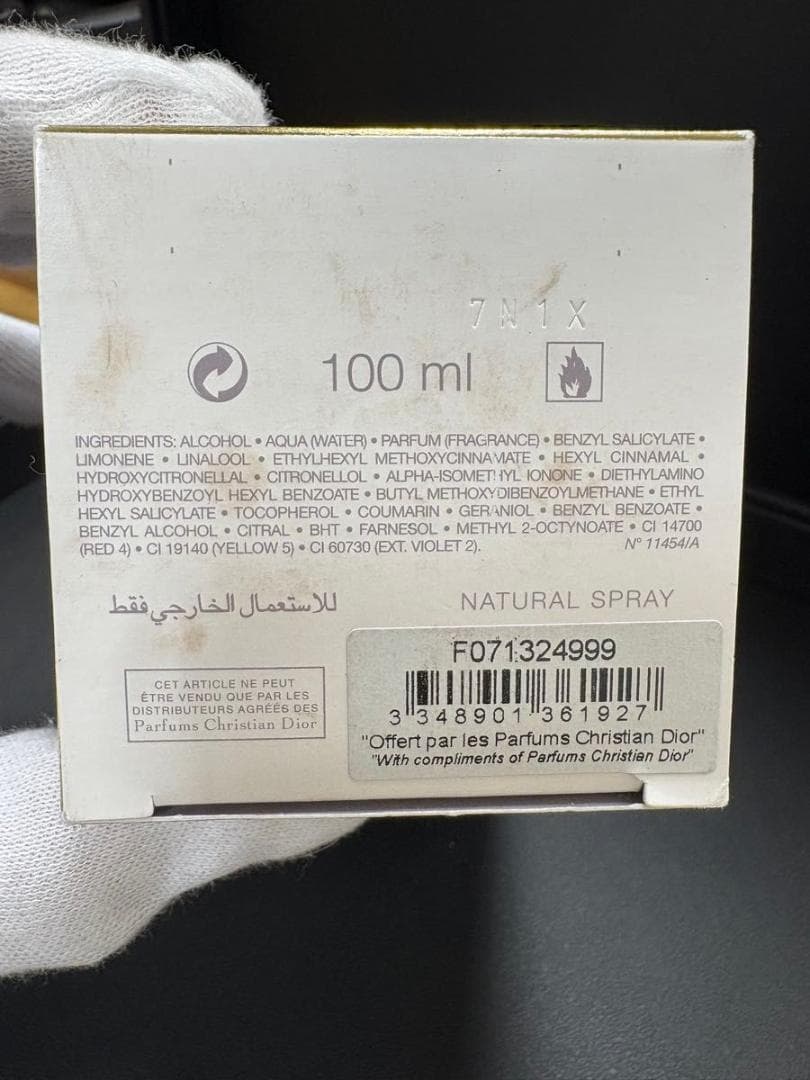 7N1X
100 ml
INGREDIENTS: ALCOHOL • AQUA (WATER) • PARFUM (FRAGRANCE) • BENZYL SALICYLATE •
LIMONENE • LINALOOL • ETHYLHEXYL METHOXYCINNAMATE • HEXYL CINNAMAL •
HYDROXYCITRONELLAL • CITRONELLOL • ALPHA-ISOMETHYL IONONE • DIETHYLAMINO
HYDROXYBENZOYL HEXYL BENZOATE • BUTYL METHOXYDIBENZOYLMETHANE • ETHYL
HEXYL SALICYLATE • TOCOPHEROL • COUMARIN • GERANIOL • BENZYL BENZOATE •
BENZYL ALCOHOL • CITRAL • BHT • FARNESOL • METHYL 2-OCTYNOATE • CI 14700
(RED 4) • CI 19140 (YELLOW 5) • CI 60730 (EXT. VIOLET 2). N° 11454/A
للاستعمال الخارجي فقط
NATURAL SPRAY
CET ARTICLE NE PEUT
ÊTRE VENDU QUE PAR LES
DISTRIBUTEURS AGRÉÉS DES
Parfums Christian Dior
F071324999
3 348901 361927
"Offert par les Parfums Christian Dior"
"With compliments of Parfums Christian Dior"